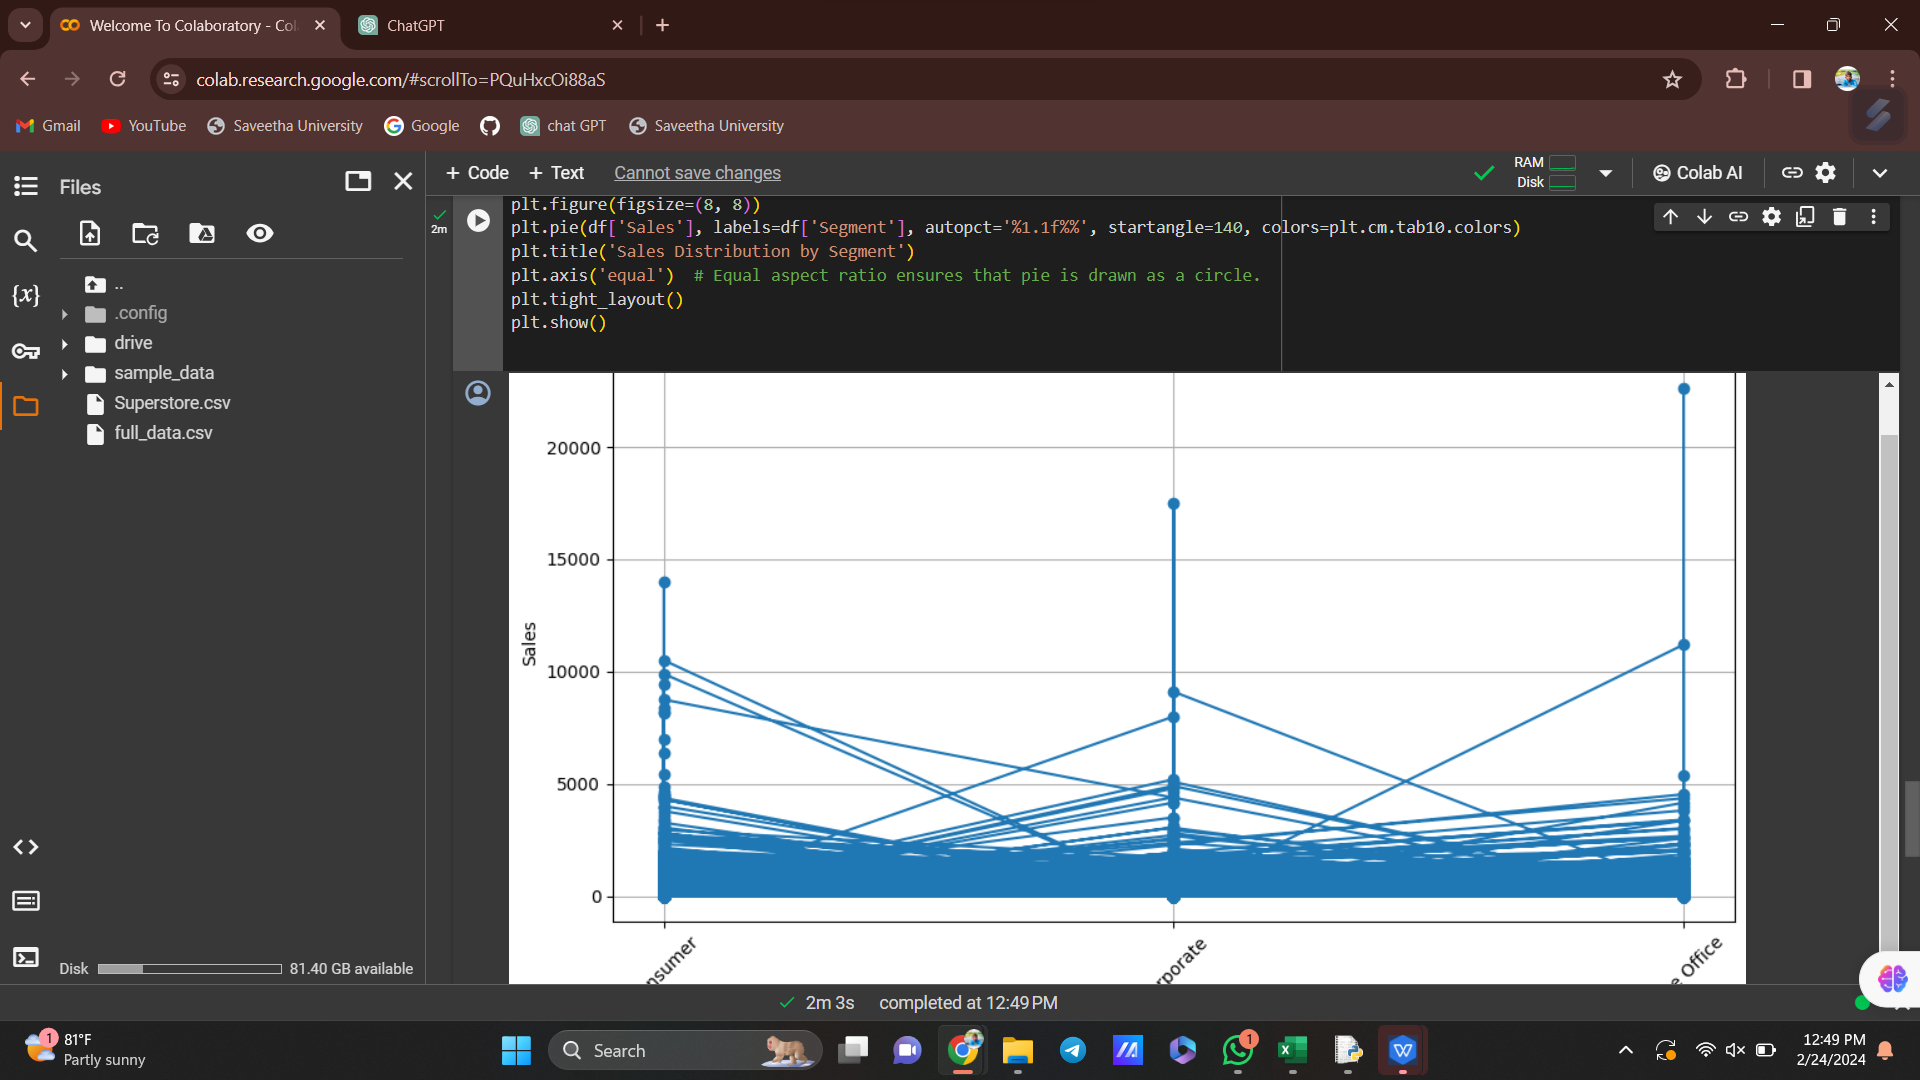 Welcome To Colaboratory - Col
ChatGPT
colab.research.google.com/#scrollTo=PQuHxcOi88aS
Gmail
YouTube
Saveetha University
Google
chat GPT
Saveetha University
Files
+ Code
+ Text
Cannot save changes
RAM
Disk
Colab AI
{x}
..
.config
drive
sample_data
Superstore.csv
full_data.csv
2m
plt.figure(figsize=(8, 8))
plt.pie(df['Sales'], labels=df['Segment'], autopct='%1.1f%%', startangle=140, colors=plt.cm.tab10.colors)
plt.title('Sales Distribution by Segment')
plt.axis('equal')  # Equal aspect ratio ensures that pie is drawn as a circle.
plt.tight_layout()
plt.show()
20000
15000
10000
5000
0
Sales
nsumer
rporate
e Office
Disk
81.40 GB available
2m 3s
completed at 12:49 PM
1
81°F
Partly sunny
Search
1
12:49 PM
2/24/2024